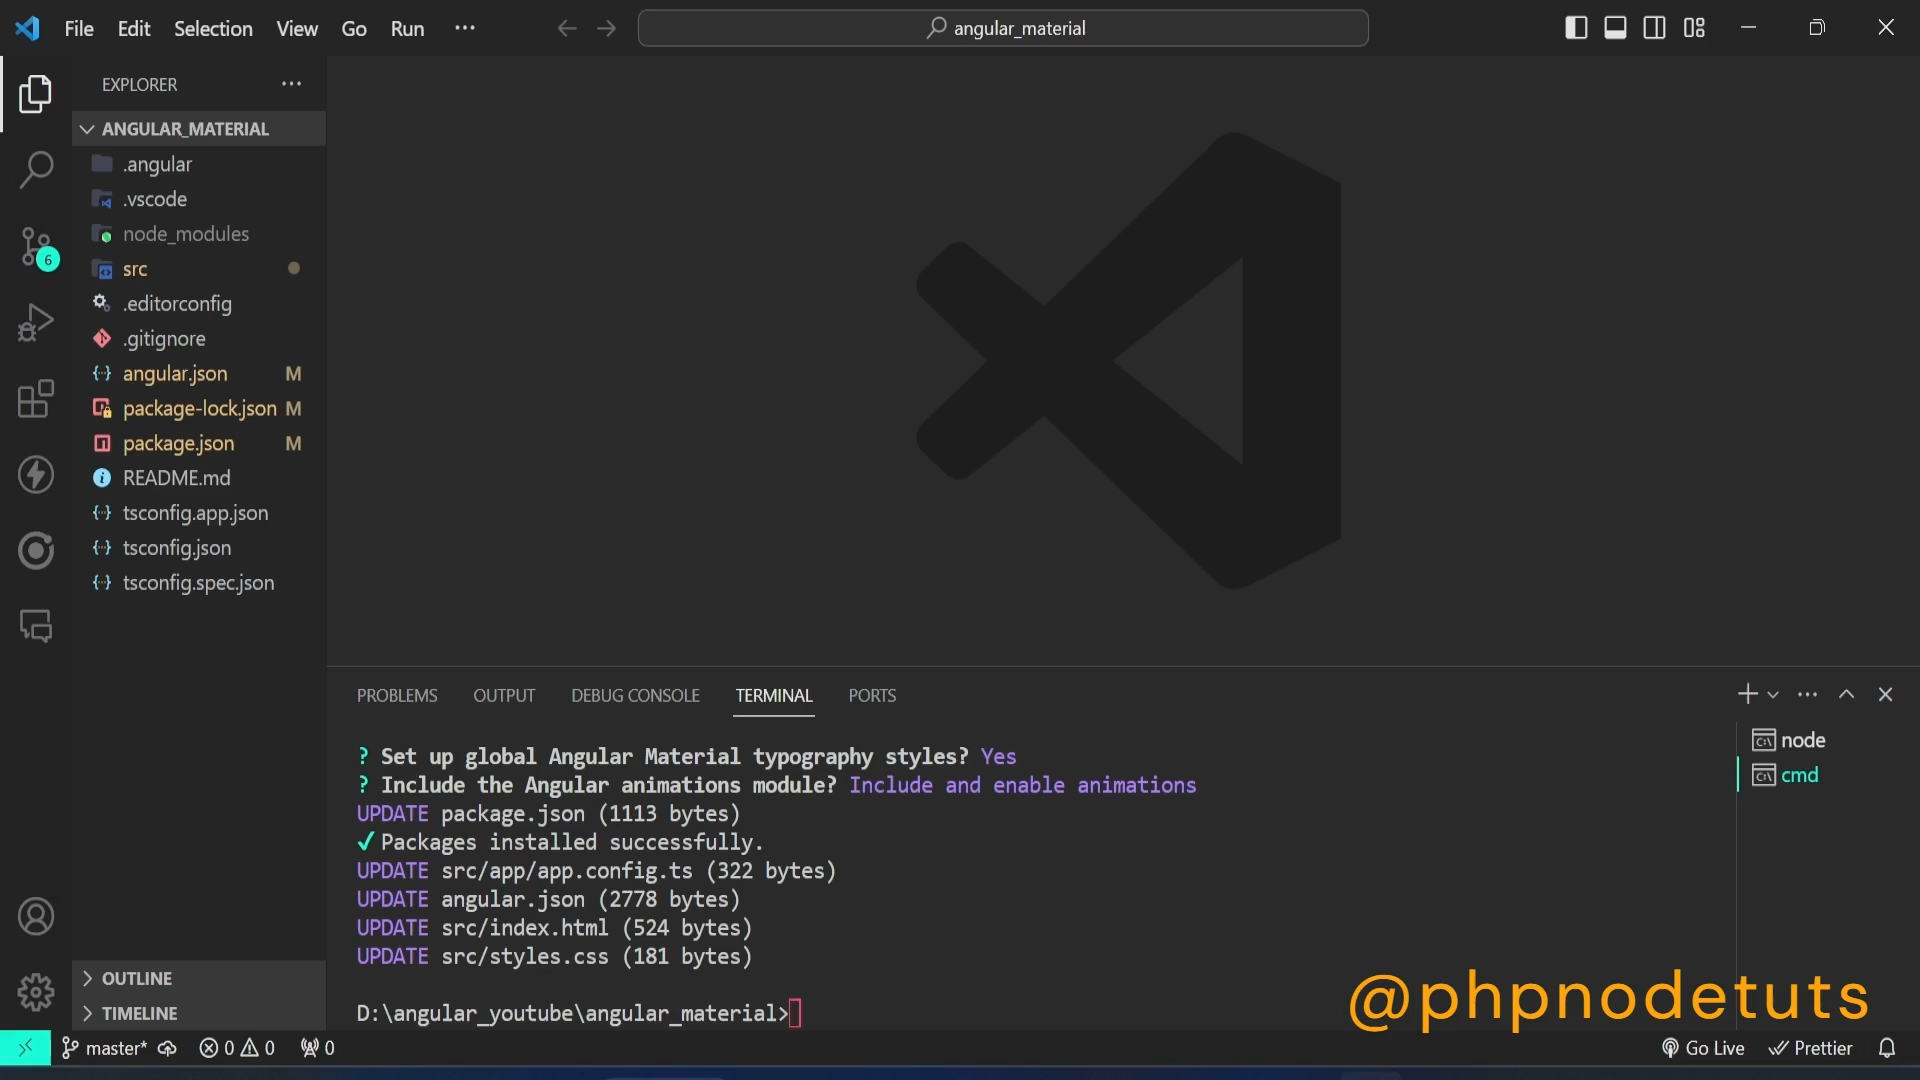 File Edit Selection View Go Run ···
angular_material
EXPLORER
ANGULAR_MATERIAL
.angular
.vscode
node_modules
6
src
.editorconfig
.gitignore
angular.json M
package-lock.json M
package.json M
README.md
tsconfig.app.json
tsconfig.json
tsconfig.spec.json
OUTLINE
TIMELINE
PROBLEMS OUTPUT DEBUG CONSOLE TERMINAL PORTS
? Set up global Angular Material typography styles? Yes
? Include the Angular animations module? Include and enable animations
UPDATE package.json (1113 bytes)
✓ Packages installed successfully.
UPDATE src/app/app.config.ts (322 bytes)
UPDATE angular.json (2778 bytes)
UPDATE src/index.html (524 bytes)
UPDATE src/styles.css (181 bytes)
D:\angular_youtube\angular_material>
node
cmd
@phpnodetuts
master* 0 0 0 Go Live Prettier